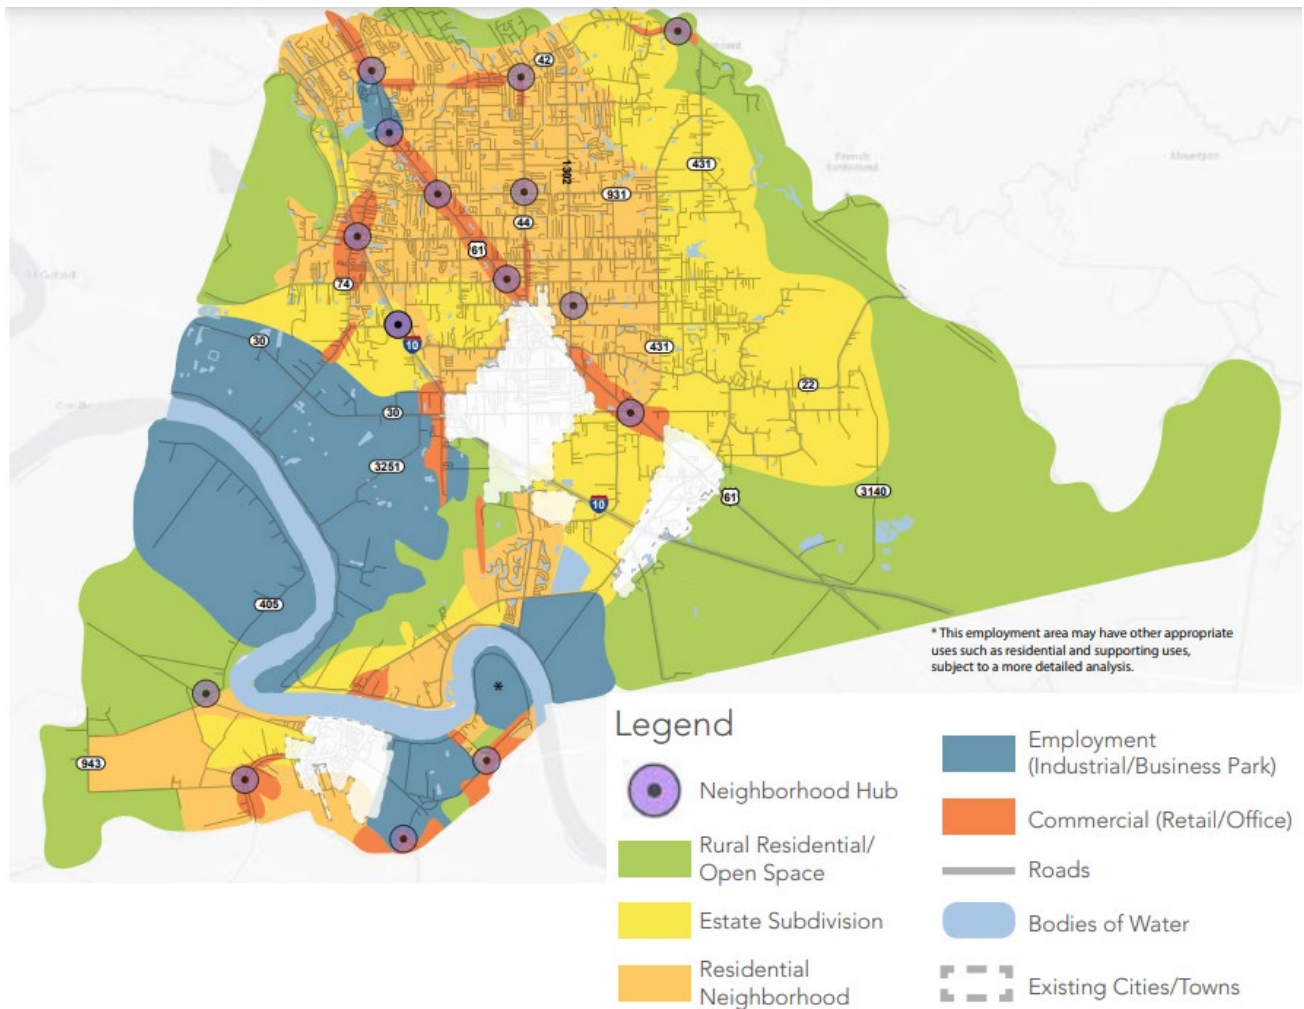 42
431
1302
931
44
61
74
30
10
431
22
30
3251
3140
61
10
405
943
* This employment area may have other appropriate
uses such as residential and supporting uses,
subject to a more detailed analysis.
*
Legend
Neighborhood Hub
Rural Residential/
Open Space
Estate Subdivision
Residential
Neighborhood
Employment
(Industrial/Business Park)
Commercial (Retail/Office)
Roads
Bodies of Water
Existing Cities/Towns